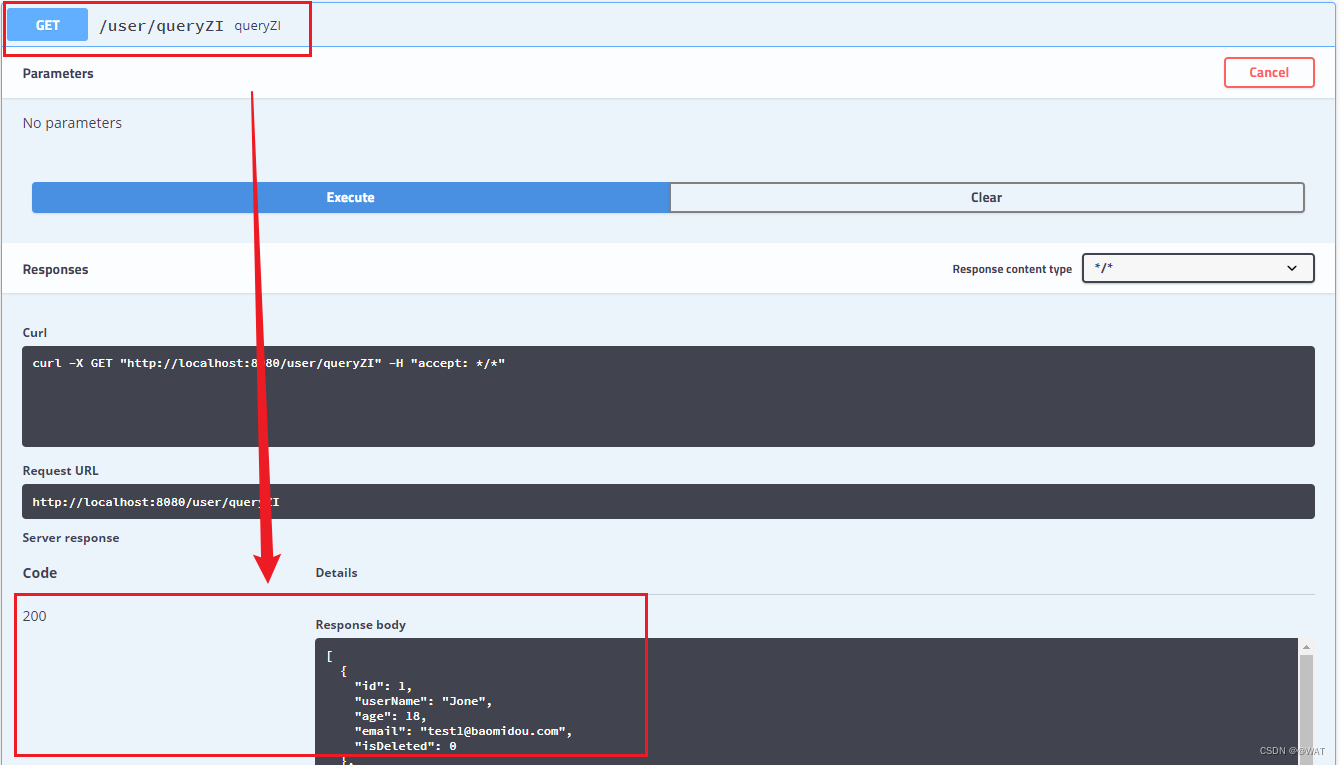 GET /user/queryZI queryZI
Parameters
Cancel
No parameters
Execute
Clear
Responses
Response content type
*/*
Curl
curl -X GET "http://localhost:8080/user/queryZI" -H "accept: */*"
Request URL
http://localhost:8080/user/queryZI
Server response
Code
Details
200
Response body
[
{
"id": 1,
"userName": "Jone",
"age": 18,
"email": "test1@baomidou.com",
"isDeleted": 0
},
CSDN @@WAT